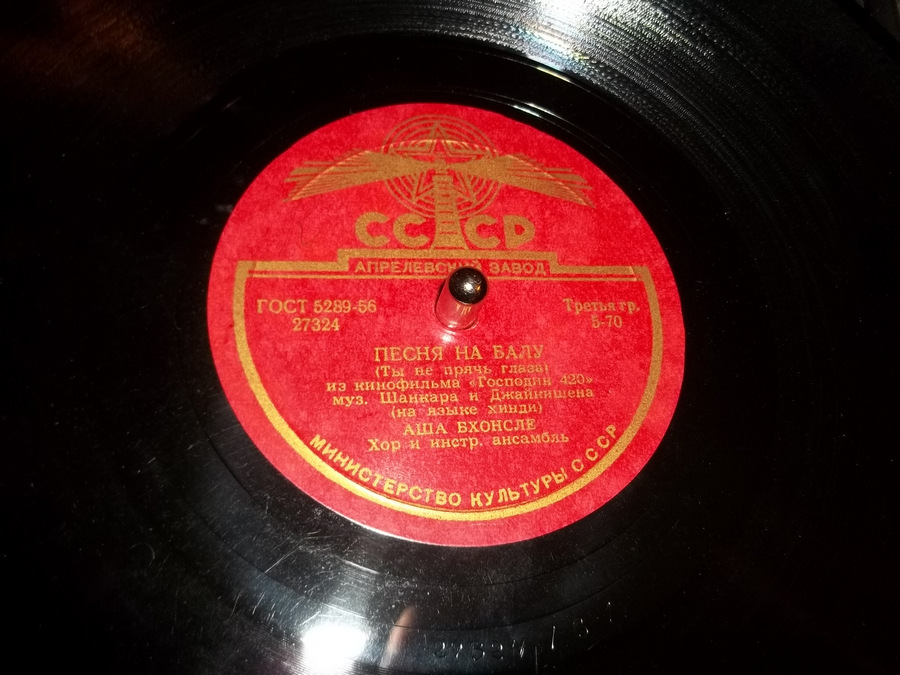 СССР
АПРЕЛЕВСКИЙ ЗАВОД
ГОСТ 5289-56
27324
Третья гр.
5-70
ПЕСНЯ НА БАЛУ
(Ты не прячь глаза)
из кинофильма «Господин 420»
муз. Шанкара и Джайкишена
(на языке хинди)
АША БХОНСЛЕ
Хор и инстр. ансамбль
МИНИСТЕРСТВО КУЛЬТУРЫ СССР